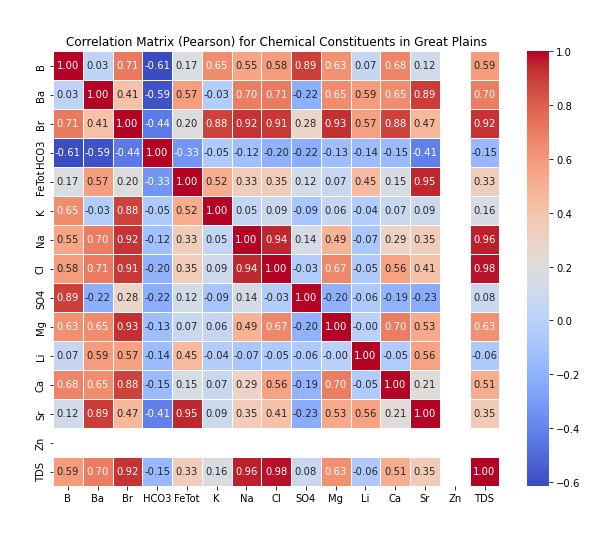 Correlation Matrix (Pearson) for Chemical Constituents in Great Plains
B 1.00 0.03 0.71 -0.61 0.17 0.65 0.55 0.58 0.89 0.63 0.07 0.68 0.12 0.59
Ba 0.03 1.00 0.41 -0.59 0.57 -0.03 0.70 0.71 -0.22 0.65 0.59 0.65 0.89 0.70
Br 0.71 0.41 1.00 -0.44 0.20 0.88 0.92 0.91 0.28 0.93 0.57 0.88 0.47 0.92
HCO3 -0.61 -0.59 -0.44 1.00 -0.33 -0.05 -0.12 -0.20 -0.22 -0.13 -0.14 -0.15 -0.41 -0.15
FeTot 0.17 0.57 0.20 -0.33 1.00 0.52 0.33 0.35 0.12 0.07 0.45 0.15 0.95 0.33
K 0.65 -0.03 0.88 -0.05 0.52 1.00 0.05 0.09 -0.09 0.06 -0.04 0.07 0.09 0.16
Na 0.55 0.70 0.92 -0.12 0.33 0.05 1.00 0.94 0.14 0.49 -0.07 0.29 0.35 0.96
Cl 0.58 0.71 0.91 -0.20 0.35 0.09 0.94 1.00 -0.03 0.67 -0.05 0.56 0.41 0.98
SO4 0.89 -0.22 0.28 -0.22 0.12 -0.09 0.14 -0.03 1.00 -0.20 -0.06 -0.19 -0.23 0.08
Mg 0.63 0.65 0.93 -0.13 0.07 0.06 0.49 0.67 -0.20 1.00 -0.00 0.70 0.53 0.63
Li 0.07 0.59 0.57 -0.14 0.45 -0.04 -0.07 -0.05 -0.06 -0.00 1.00 -0.05 0.56 -0.06
Ca 0.68 0.65 0.88 -0.15 0.15 0.07 0.29 0.56 -0.19 0.70 -0.05 1.00 0.21 0.51
Sr 0.12 0.89 0.47 -0.41 0.95 0.09 0.35 0.41 -0.23 0.53 0.56 0.21 1.00 0.35
Zn
TDS 0.59 0.70 0.92 -0.15 0.33 0.16 0.96 0.98 0.08 0.63 -0.06 0.51 0.35 1.00
B Ba Br HCO3 FeTot K Na Cl SO4 Mg Li Ca Sr Zn TDS
1.0
0.8
0.6
0.4
0.2
0.0
−0.2
−0.4
−0.6